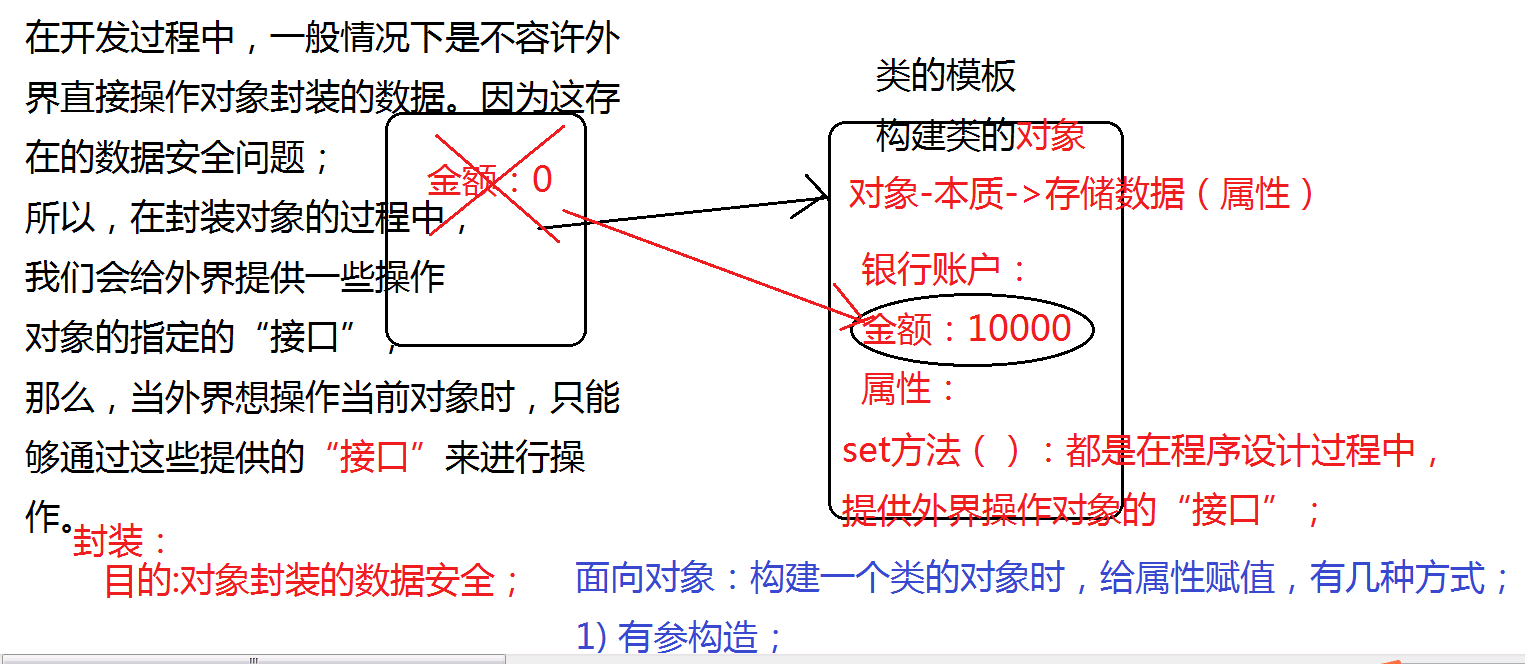 在开发过程中，一般情况下是不容许外
界直接操作对象封装的数据。因为这存
在的数据安全问题；
所以，在封装对象的过程中，
我们会给外界提供一些操作
对象的指定的“接口”，
那么，当外界想操作当前对象时，只能
够通过这些提供的“接口”来进行操
作。
金额：0
类的模板
构建类的对象
对象-本质->存储数据（属性）
银行账户：
金额：10000
属性：
set方法（ ）：都是在程序设计过程中，
提供外界操作对象的“接口”；
封装：
目的:对象封装的数据安全；
面向对象：构建一个类的对象时，给属性赋值，有几种方式；
1) 有参构造；